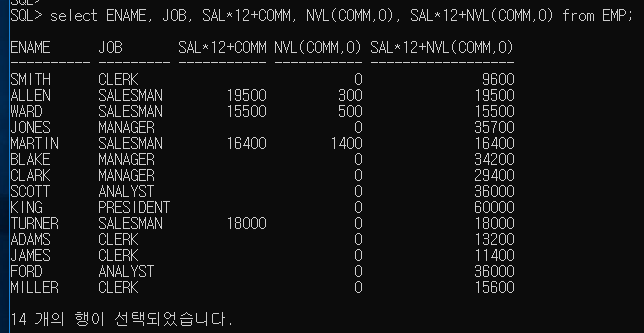 SQL>
SQL> select ENAME, JOB, SAL*12+COMM, NVL(COMM,0), SAL*12+NVL(COMM,0) from EMP;
ENAME      JOB       SAL*12+COMM NVL(COMM,0) SAL*12+NVL(COMM,0)
---------- --------- ----------- ----------- ------------------
SMITH      CLERK                           0               9600
ALLEN      SALESMAN        19500         300              19500
WARD       SALESMAN        15500         500              15500
JONES      MANAGER                         0              35700
MARTIN     SALESMAN        16400        1400              16400
BLAKE      MANAGER                         0              34200
CLARK      MANAGER                         0              29400
SCOTT      ANALYST                         0              36000
KING       PRESIDENT                       0              60000
TURNER     SALESMAN        18000           0              18000
ADAMS      CLERK                           0              13200
JAMES      CLERK                           0              11400
FORD       ANALYST                         0              36000
MILLER     CLERK                           0              15600
14 개의 행이 선택되었습니다.